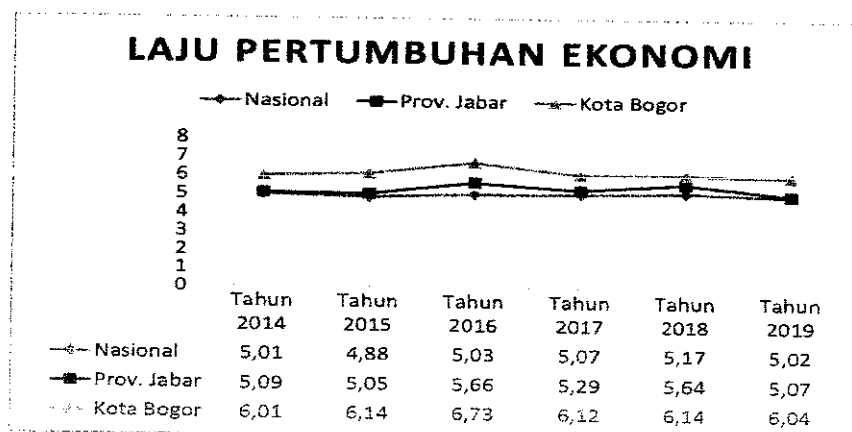 LAJU PERTUMBUHAN EKONOMI
Nasional Prov. Jabar Kota Bogor
8
7
6
5
4
3
2
1
0
Tahun 2014 Tahun 2015 Tahun 2016 Tahun 2017 Tahun 2018 Tahun 2019
Nasional 5,01 4,88 5,03 5,07 5,17 5,02
Prov. Jabar 5,09 5,05 5,66 5,29 5,64 5,07
Kota Bogor 6,01 6,14 6,73 6,12 6,14 6,04